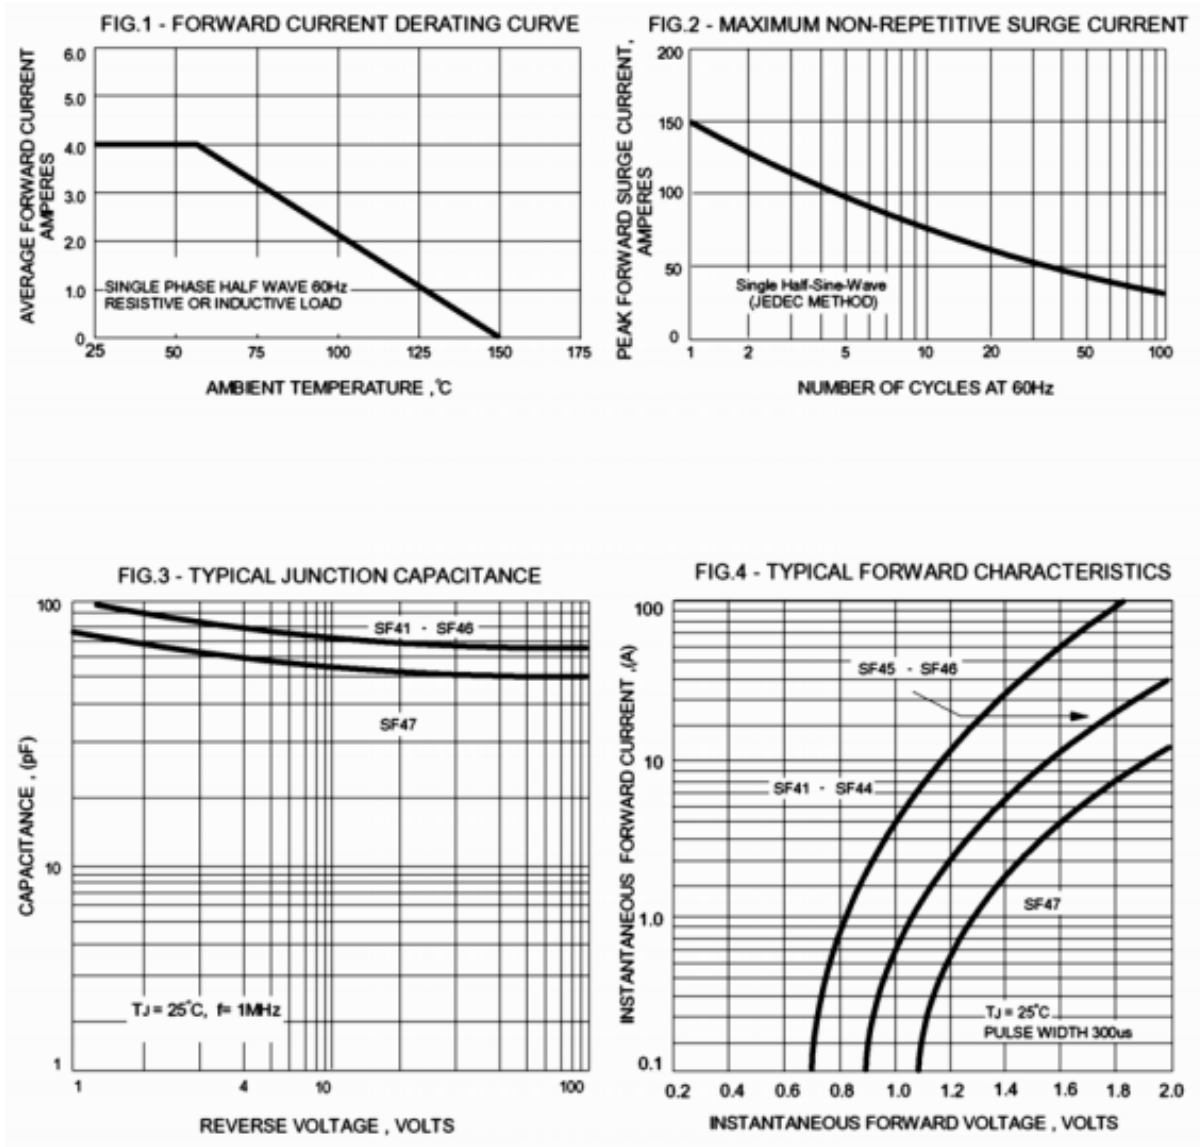 FIG.1 - FORWARD CURRENT DERATING CURVE
AVERAGE FORWARD CURRENT
AMPERES
6.0
5.0
4.0
3.0
2.0
1.0
0
SINGLE PHASE HALF WAVE 60Hz
RESISTIVE OR INDUCTIVE LOAD
25 50 75 100 125 150 175
AMBIENT TEMPERATURE ,℃
FIG.2 - MAXIMUM NON-REPETITIVE SURGE CURRENT
PEAK FORWARD SURGE CURRENT,
AMPERES
200
150
100
50
0
Single Half-Sine-Wave
(JEDEC METHOD)
1 2 5 10 20 50 100
NUMBER OF CYCLES AT 60Hz
FIG.3 - TYPICAL JUNCTION CAPACITANCE
CAPACITANCE , (pF)
100
10
1
SF41 - SF46
SF47
TJ = 25℃, f= 1MHz
1 4 10 100
REVERSE VOLTAGE , VOLTS
FIG.4 - TYPICAL FORWARD CHARACTERISTICS
INSTANTANEOUS FORWARD CURRENT ,(A)
100
10
1.0
0.1
SF45 - SF46
SF41 - SF44
SF47
TJ = 25℃
PULSE WIDTH 300us
0.2 0.4 0.6 0.8 1.0 1.2 1.4 1.6 1.8 2.0
INSTANTANEOUS FORWARD VOLTAGE , VOLTS